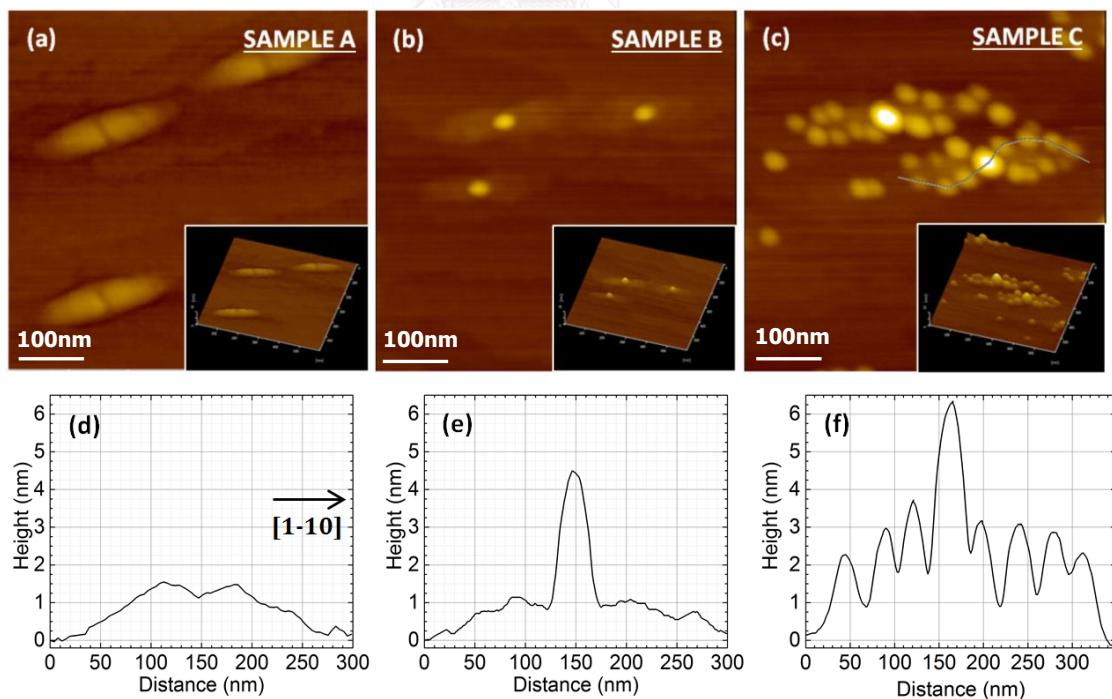 (a)
SAMPLE A
100nm
(b)
SAMPLE B
100nm
(c)
SAMPLE C
100nm
(d)
[1-10]
Height (nm)
6
5
4
3
2
1
0
0 50 100 150 200 250 300
Distance (nm)
(e)
Height (nm)
6
5
4
3
2
1
0
0 50 100 150 200 250 300
Distance (nm)
(f)
Height (nm)
6
5
4
3
2
1
0
0 50 100 150 200 250 300
Distance (nm)